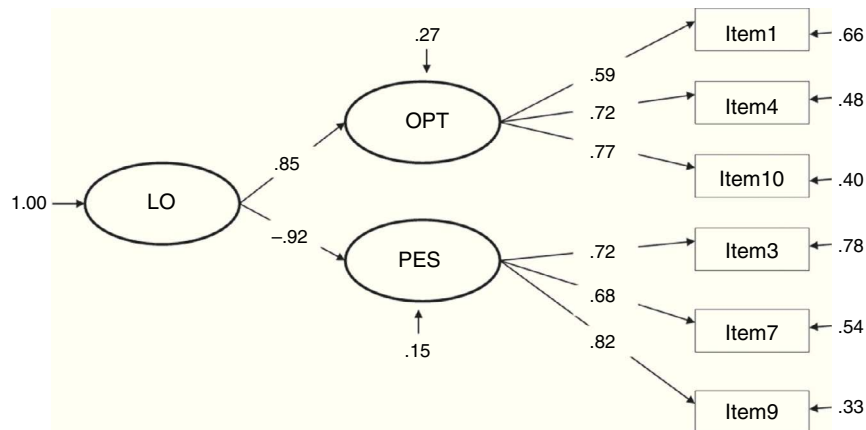 .27
Item1
.66
.59
OPT
.72
Item4
.48
.77
.85
Item10
.40
1.00
LO
–.92
PES
.72
Item3
.78
.68
Item7
.54
.82
.15
Item9
.33